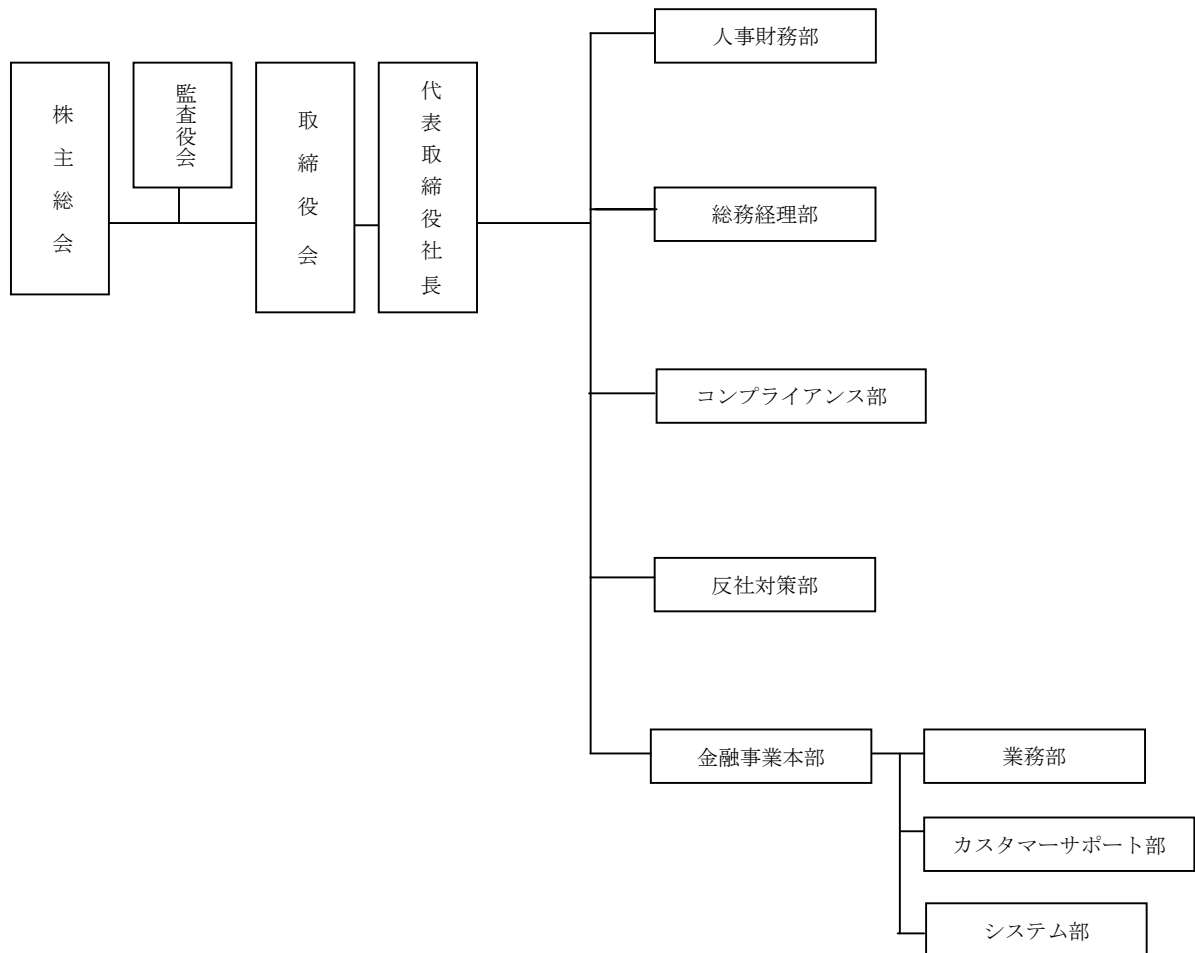 株主総会
監査役会
取締役会
代表取締役社長
人事財務部
総務経理部
コンプライアンス部
反社対策部
金融事業本部
業務部
カスタマーサポート部
システム部